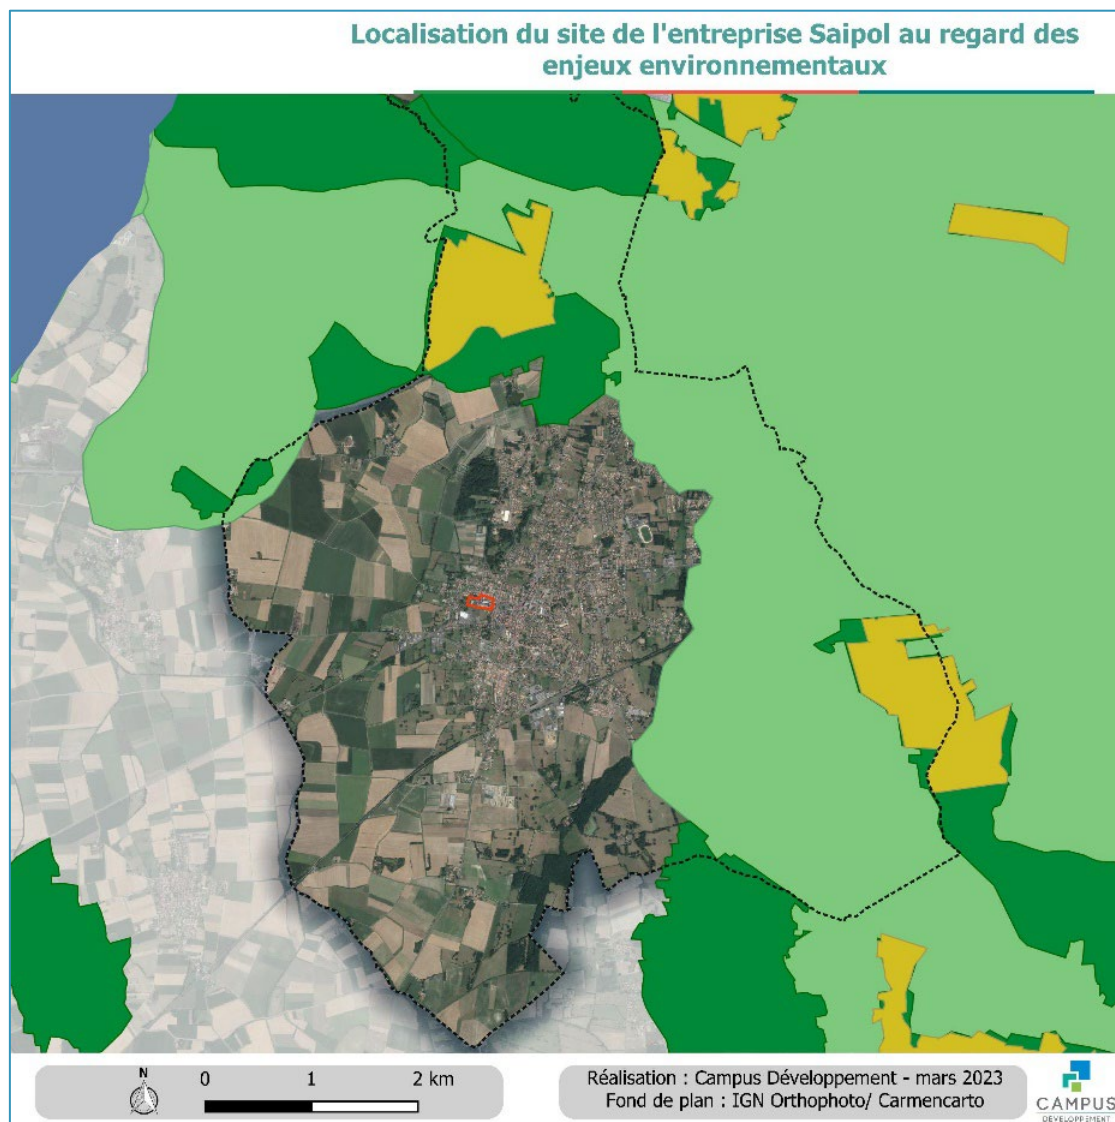 Localisation du site de l'entreprise Saipol au regard des
enjeux environnementaux
N
0 1 2 km
Réalisation : Campus Développement - mars 2023
Fond de plan : IGN Orthophoto/ Carmencarto
CAMPUS
DÉVELOPPEMENT